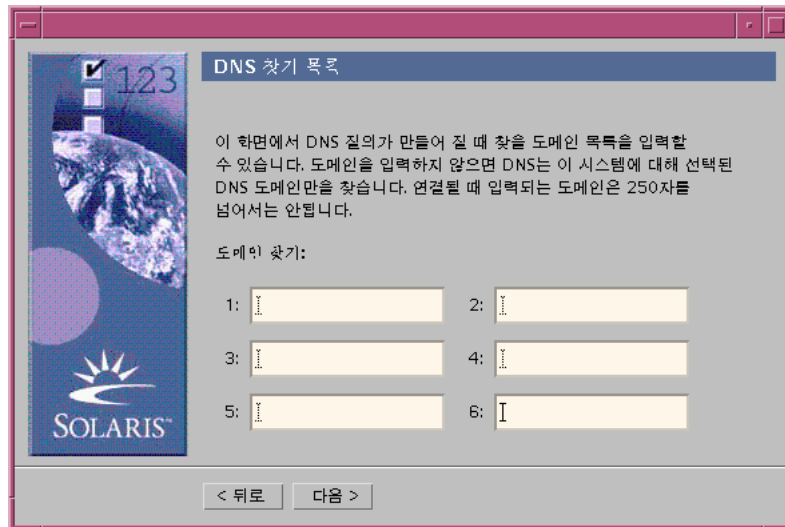 123
SOLARIS™
DNS 찾기 목록
이 화면에서 DNS 질의가 만들어 질 때 찾을 도메인 목록을 입력할
수 있습니다. 도메인을 입력하지 않으면 DNS는 이 시스템에 대해 선택된
DNS 도메인만을 찾습니다. 연결될 때 입력되는 도메인은 250자를
넘어서는 안됩니다.
도메인 찾기:
1:
2:
3:
4:
5:
6:
< 뒤로
다음 >